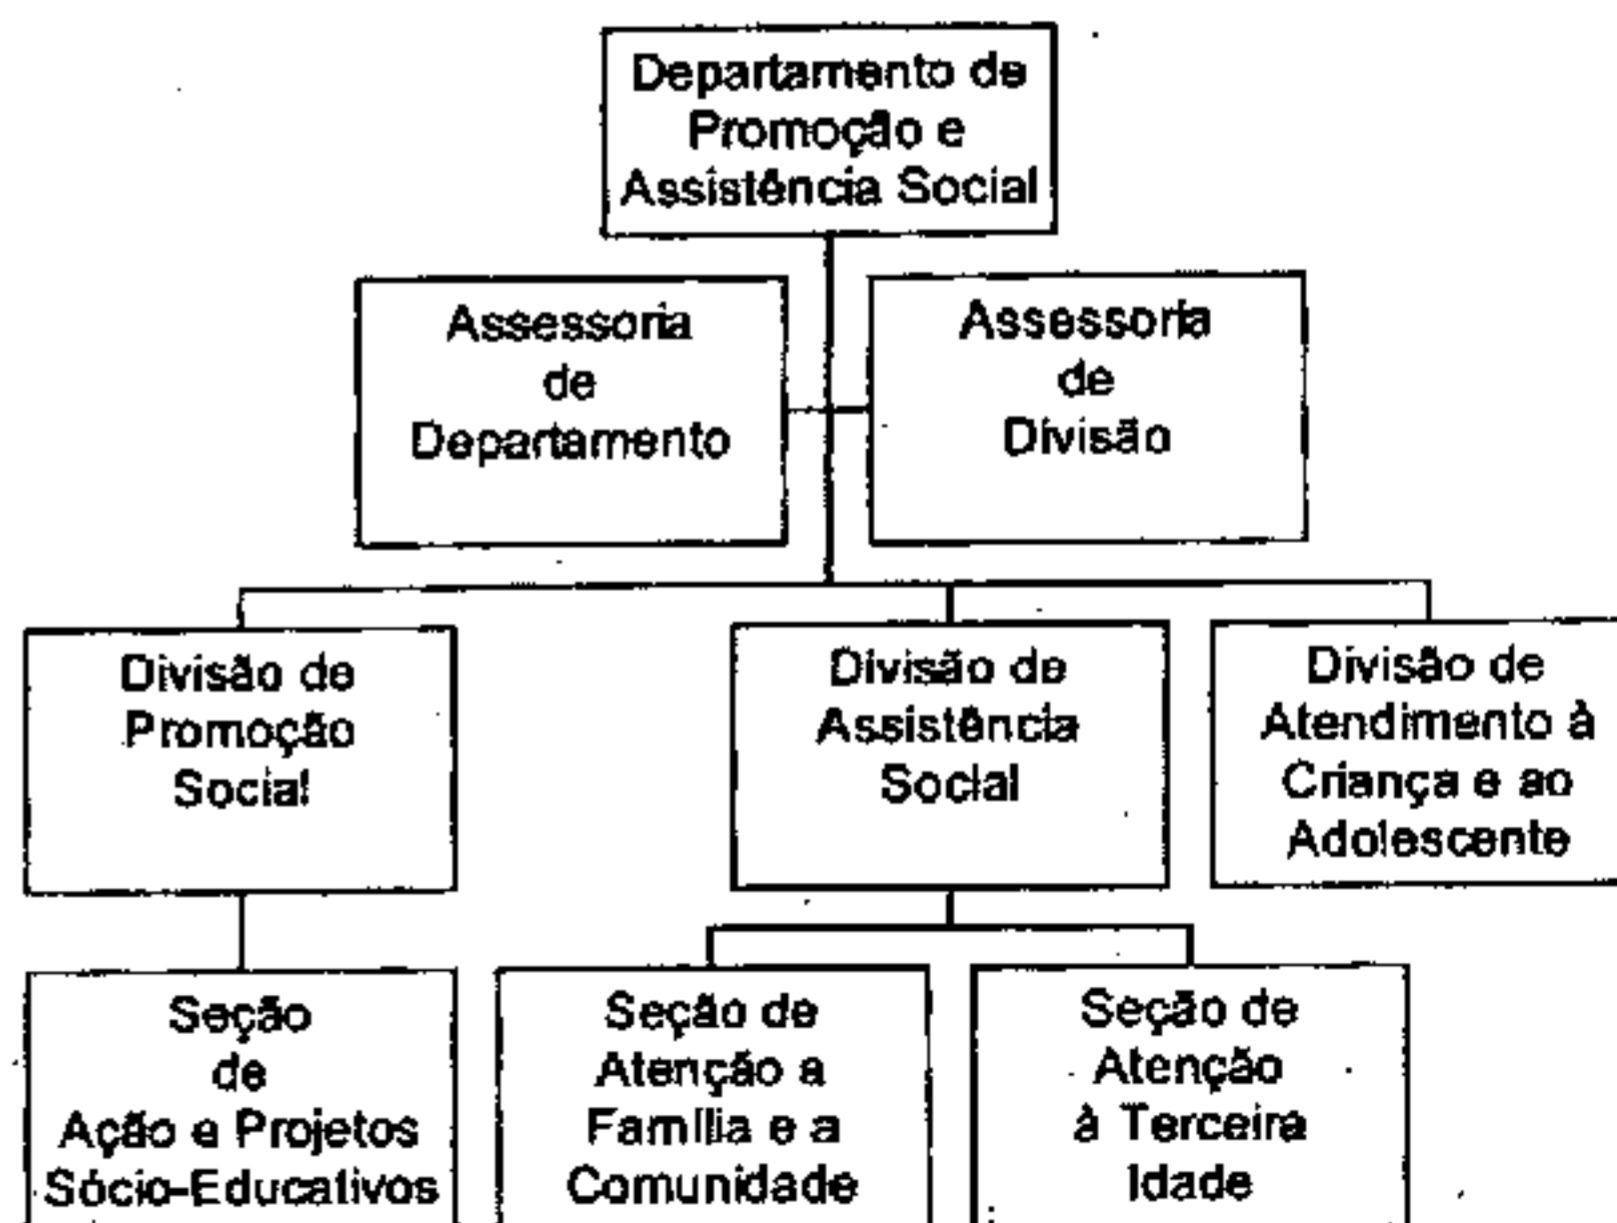 Departamento de
Promoção e
Assistência Social
Assessoria
de
Departamento
Assessoria
de
Divisão
Divisão de
Promoção
Social
Divisão de
Assistência
Social
Divisão de
Atendimento à
Criança e ao
Adolescente
Seção
de
Ação e Projetos
Sócio-Educativos
Seção de
Atenção a
Família e a
Comunidade
Seção de
Atenção
à Terceira
Idade